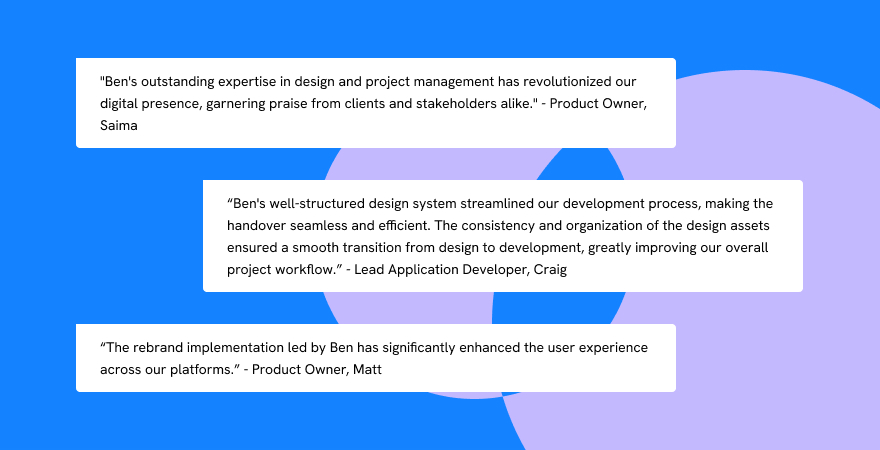 "Ben's outstanding expertise in design and project management has revolutionized our
digital presence, garnering praise from clients and stakeholders alike." - Product Owner,
Saima
“Ben's well-structured design system streamlined our development process, making the
handover seamless and efficient. The consistency and organization of the design assets
ensured a smooth transition from design to development, greatly improving our overall
project workflow.” - Lead Application Developer, Craig
“The rebrand implementation led by Ben has significantly enhanced the user experience
across our platforms.” - Product Owner, Matt